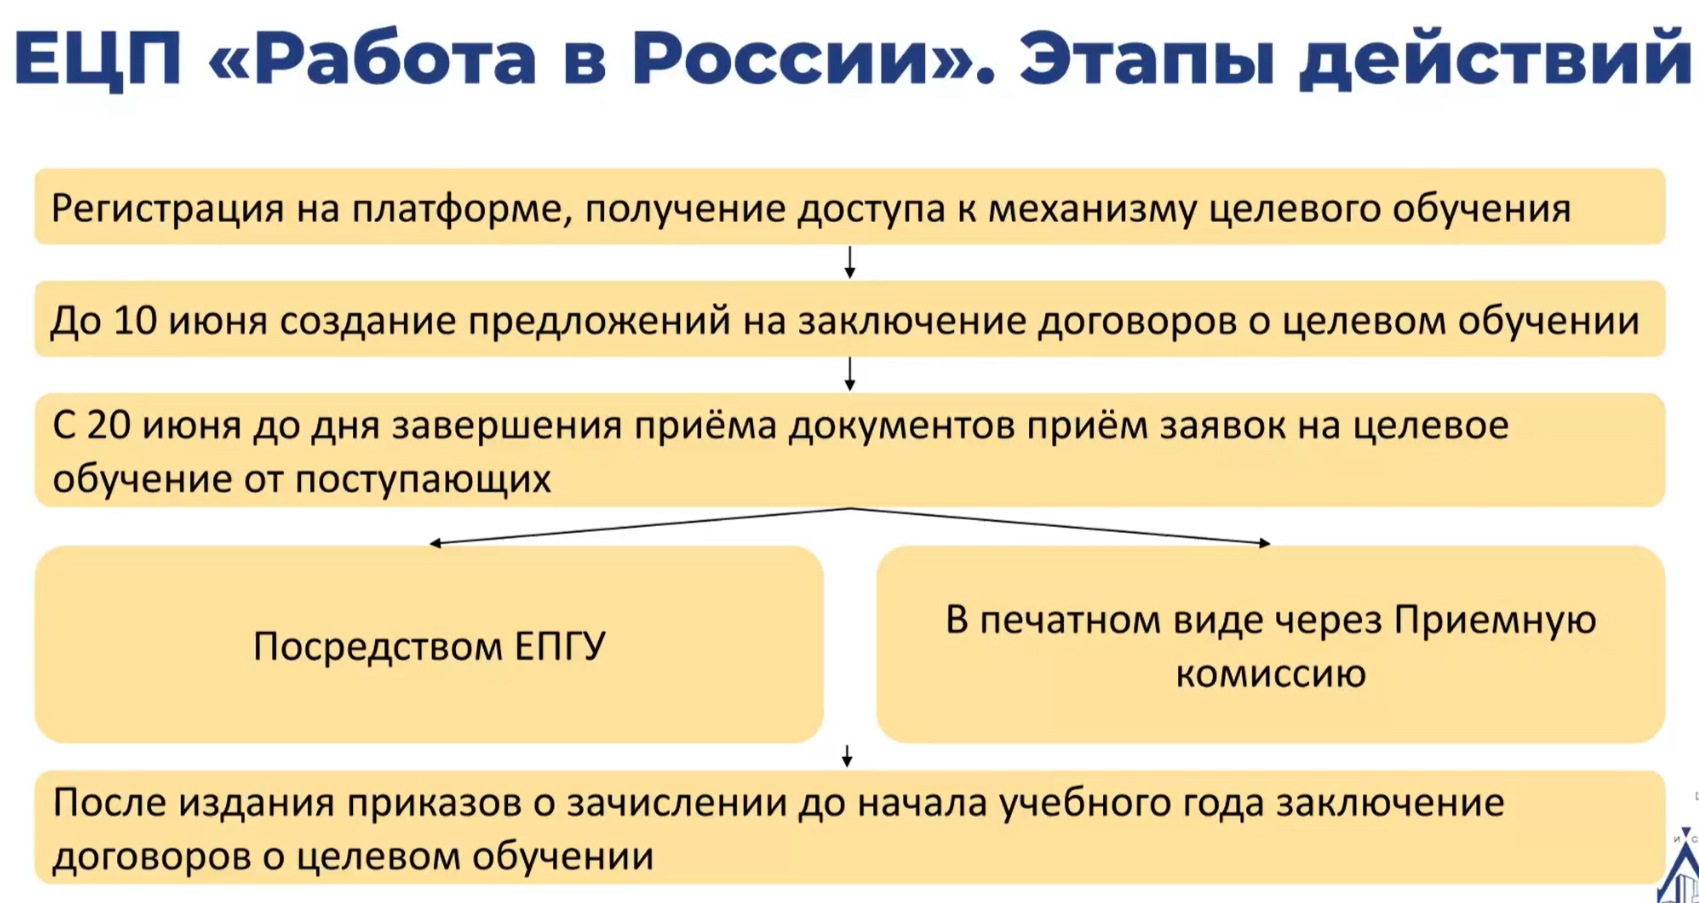 ЕЦП «Работа в России». Этапы действий
Регистрация на платформе, получение доступа к механизму целевого обучения
До 10 июня создание предложений на заключение договоров о целевом обучении
С 20 июня до дня завершения приёма документов приём заявок на целевое
обучение от поступающих
Посредством ЕПГУ
В печатном виде через Приемную
комиссию
После издания приказов о зачислении до начала учебного года заключение
договоров о целевом обучении